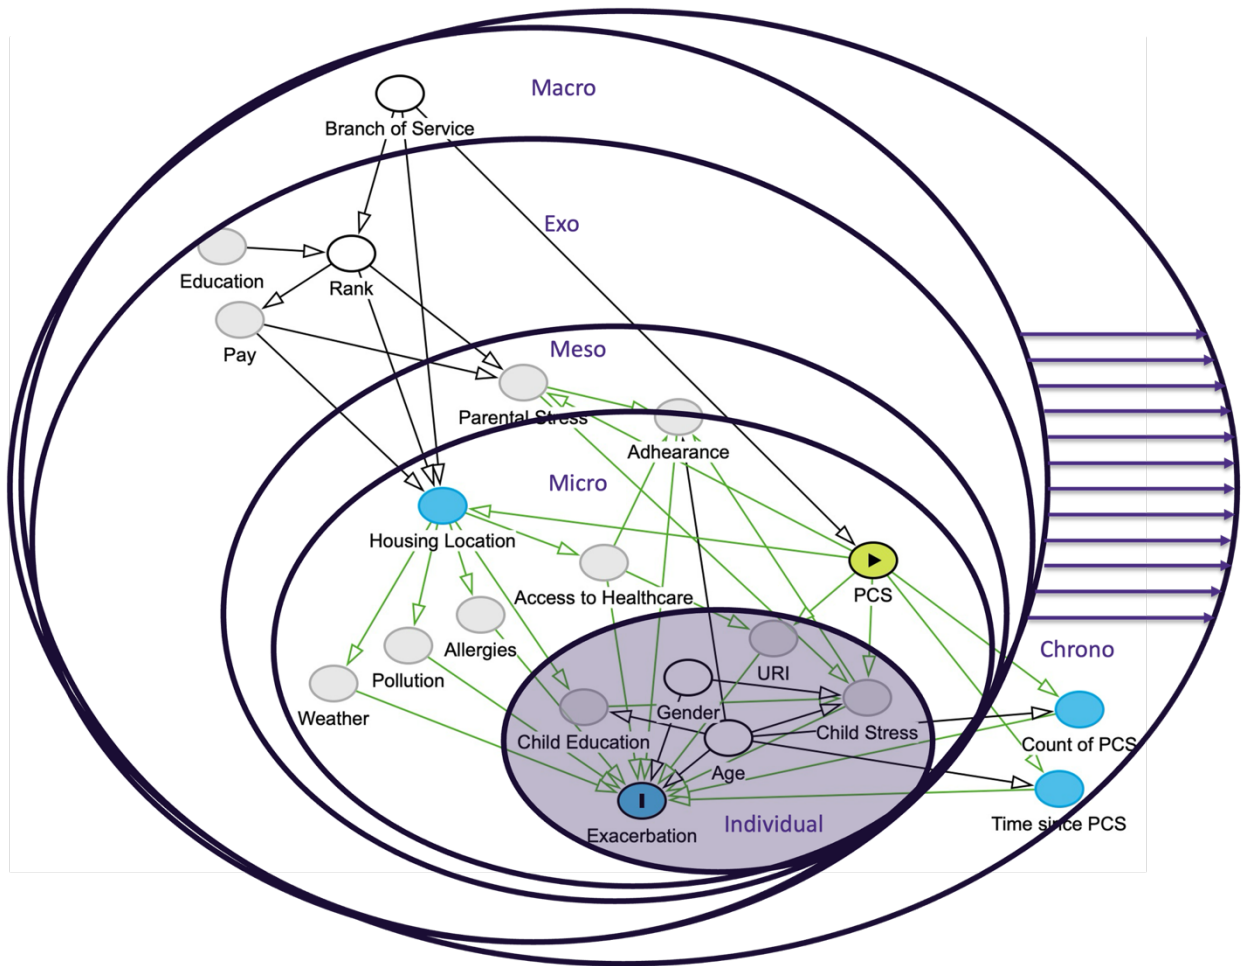 Macro
Branch of Service
Exo
Education
Rank
Pay
Meso
Parental Stress
Adhearance
Micro
Housing Location
Access to Healthcare
PCS
Allergies
Chrono
URI
Pollution
Weather
Gender
Child Stress
Child Education
Count of PCS
Age
Time since PCS
Exacerbation
Individual